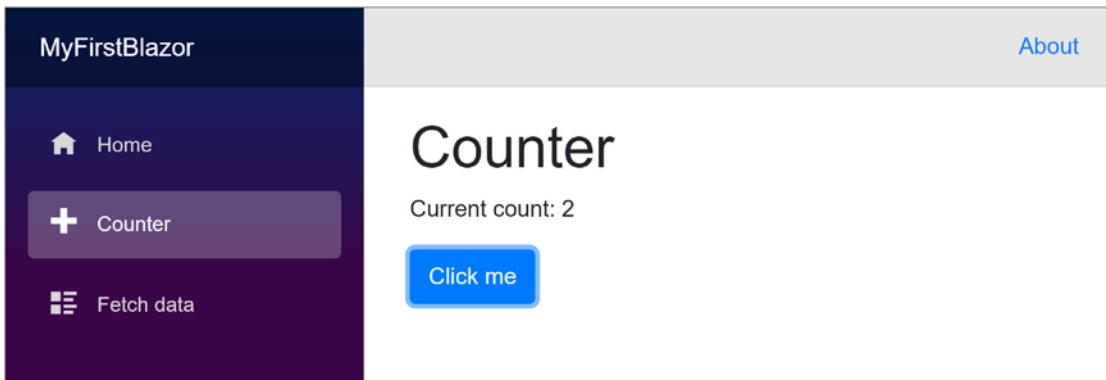 MyFirstBlazor
About
Home
Counter
Fetch data
Counter
Current count: 2
Click me